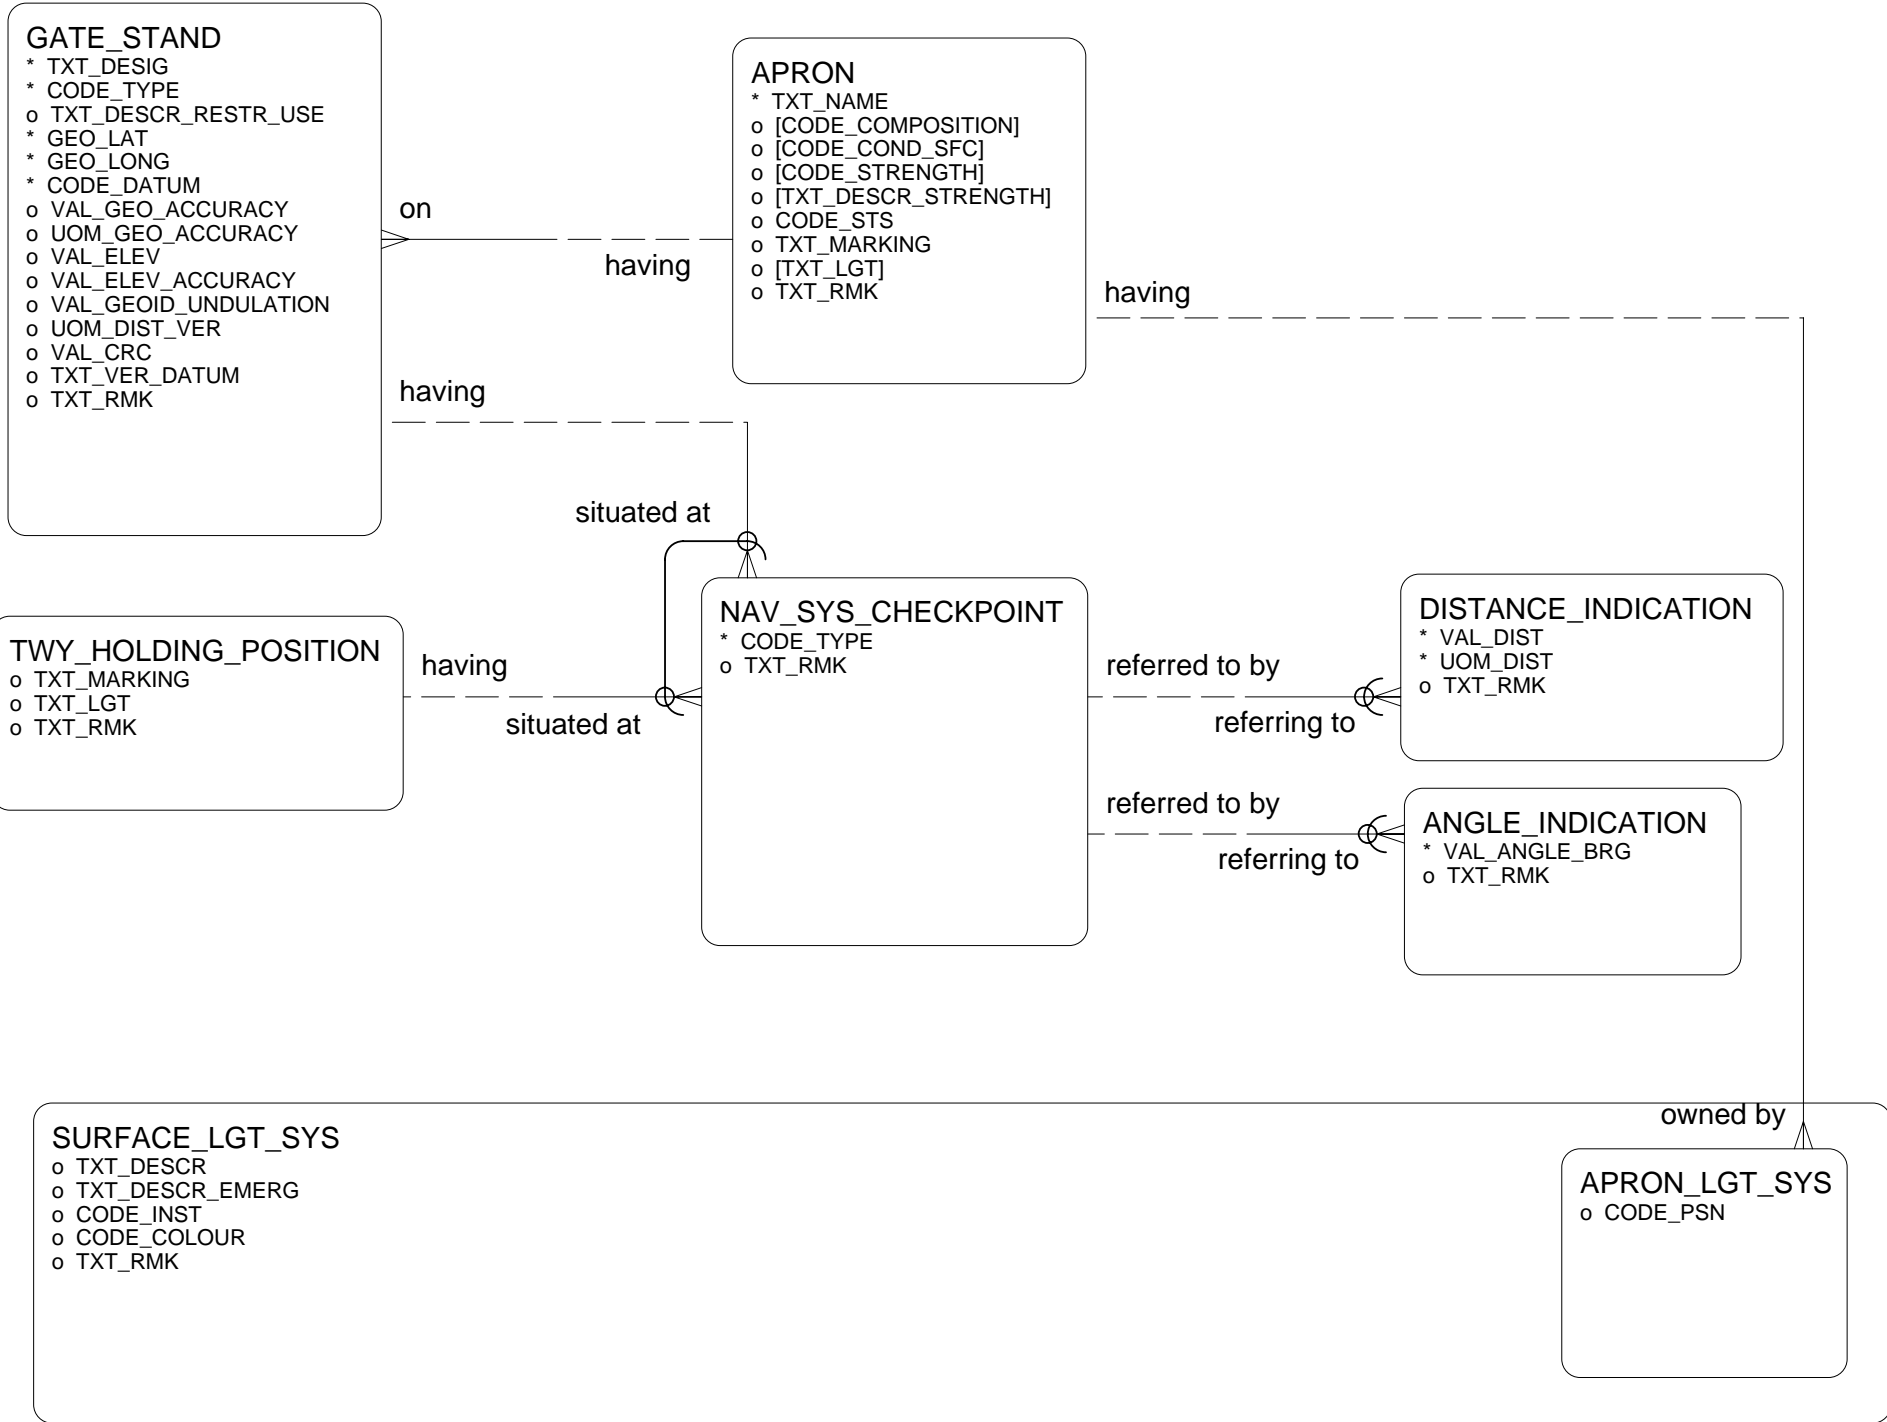 GATE_STAND
* TXT_DESIG
* CODE_TYPE
o TXT_DESCR_RESTR_USE
* GEO_LAT
* GEO_LONG
* CODE_DATUM
o VAL_GEO_ACCURACY
o UOM_GEO_ACCURACY
o VAL_ELEV
o VAL_ELEV_ACCURACY
o VAL_GEOID_UNDULATION
o UOM_DIST_VER
o VAL_CRC
o TXT_VER_DATUM
o TXT_RMK
on
having
APRON
* TXT_NAME
o [CODE_COMPOSITION]
o [CODE_COND_SFC]
o [CODE_STRENGTH]
o [TXT_DESCR_STRENGTH]
o CODE_STS
o TXT_MARKING
o [TXT_LGT]
o TXT_RMK
having
having
situated at
TWY_HOLDING_POSITION
o TXT_MARKING
o TXT_LGT
o TXT_RMK
having
situated at
NAV_SYS_CHECKPOINT
* CODE_TYPE
o TXT_RMK
referred to by
referring to
DISTANCE_INDICATION
* VAL_DIST
* UOM_DIST
o TXT_RMK
referred to by
referring to
ANGLE_INDICATION
* VAL_ANGLE_BRG
o TXT_RMK
SURFACE_LGT_SYS
o TXT_DESCR
o TXT_DESCR_EMERG
o CODE_INST
o CODE_COLOUR
o TXT_RMK
owned by
APRON_LGT_SYS
o CODE_PSN